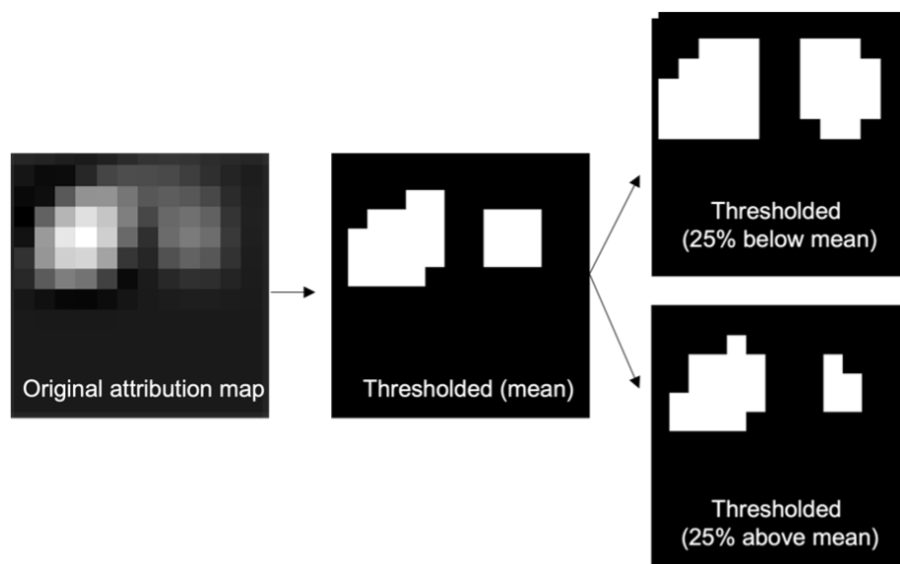 Original attribution map
Thresholded (mean)
Thresholded
(25% below mean)
Thresholded
(25% above mean)